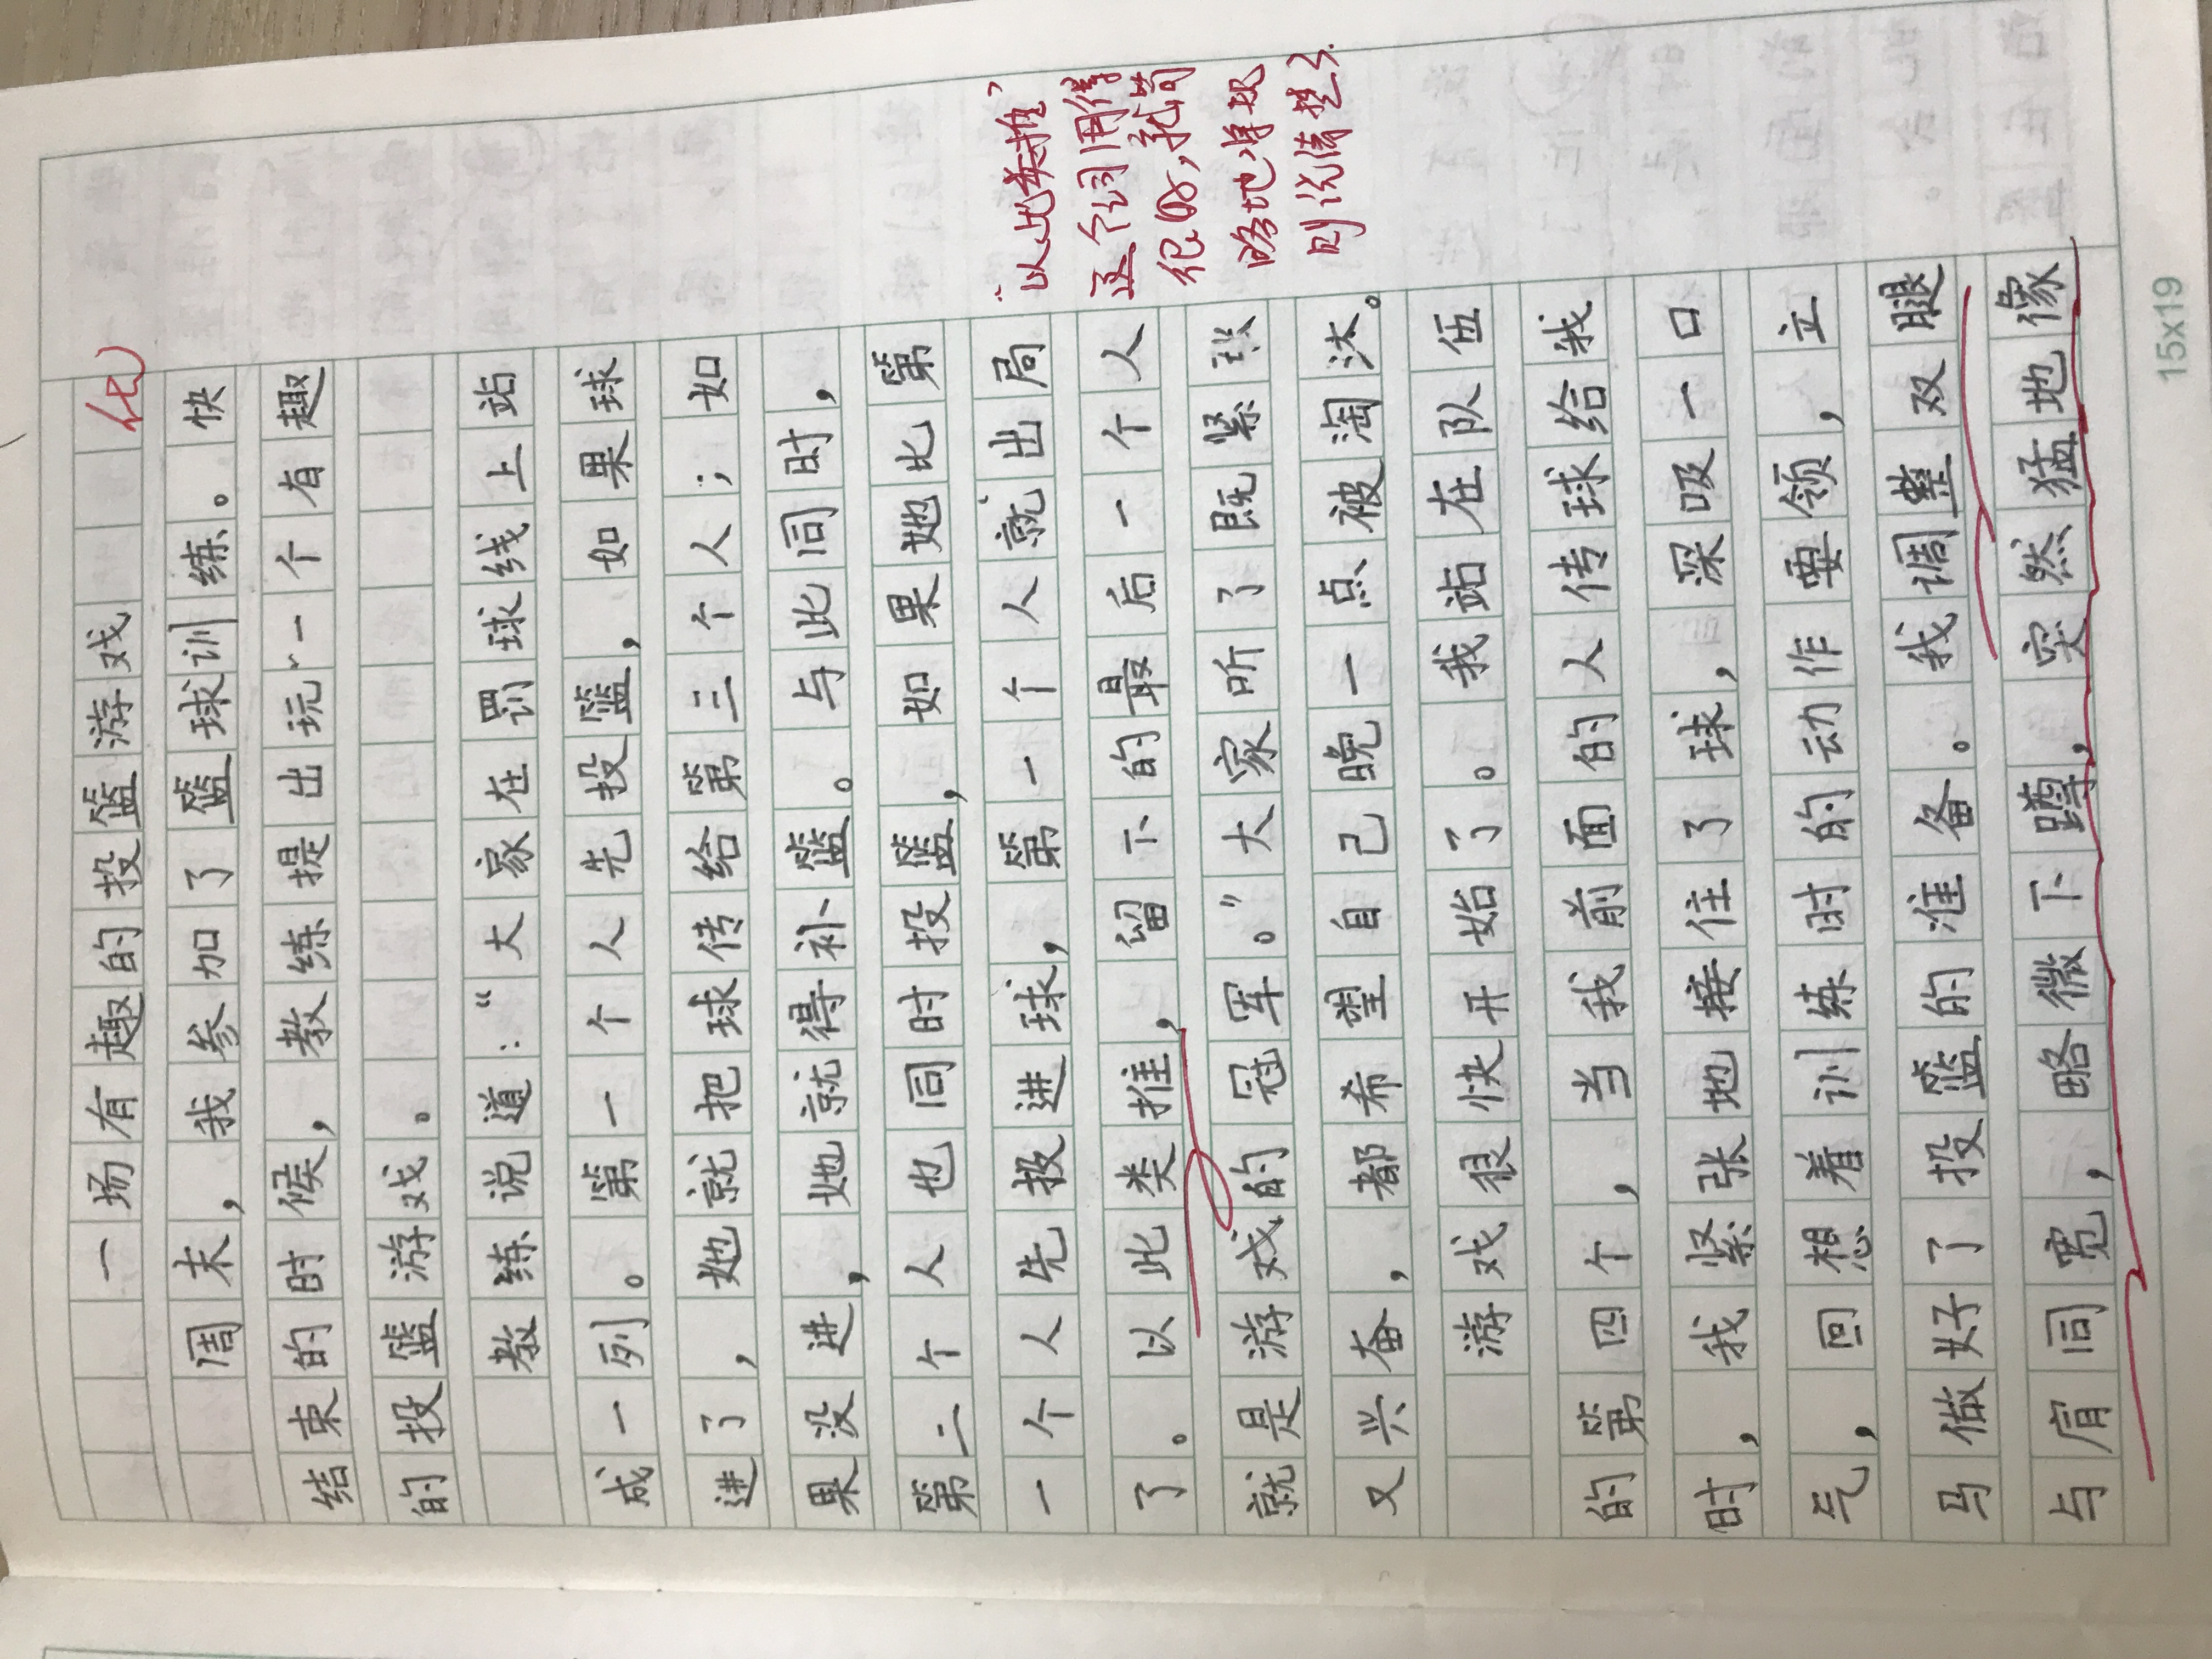 一场有趣的投篮游戏 优
周末，我参加了篮球训练。快
结束的时候，教练提出玩一个有趣
的投篮游戏。
教练说道：“大家在罚球线上站
成一列。第一个人先投篮，如果球
进了，她就把球传给第三个人；如
果没进，她就得补篮。与此同时，
第二个人也同时投篮，如果她比第
一个人先投进球，第一个人就出局
了。以此类推，留下的最后一个人
就是游戏的冠军。”大家听了既紧张
又兴奋，都希望自己晚一点被淘汰。
游戏很快开始了。我站在队伍
的第四个，当我前面的人传球给我
时，我紧张地接住了球，深吸一口
气，回想着训练时的动作要领，立
马做好了投篮的准备。我调整双腿
与肩同宽，略微下蹲，突然猛地像
“以此类推”
这个词用得
很好，就简
略地将规
则说清楚了.
15x19